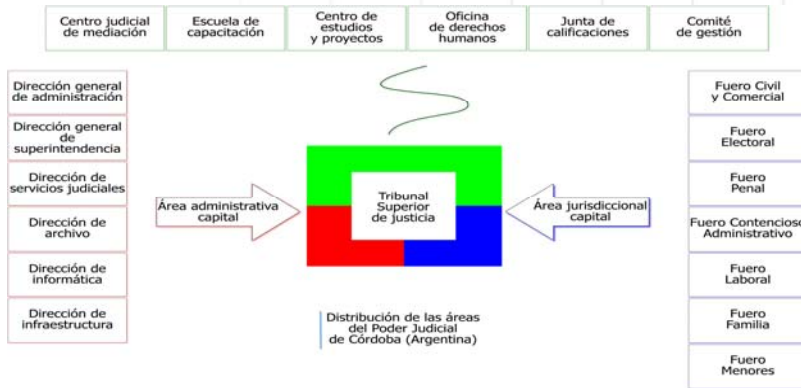 Centro judicial
de mediación
Escuela de
capacitación
Centro de
estudios
y proyectos
Oficina
de derechos
humanos
Junta de
calificaciones
Comité
de gestión
Dirección general
de administración
Dirección general
de
superintendencia
Dirección de
servicios judiciales
Dirección de
archivo
Dirección de
informática
Dirección de
infraestructura
Área administrativa
capital
Tribunal
Superior
de justicia
Área jurisdiccional
capital
Fuero Civil
y Comercial
Fuero
Electoral
Fuero
Penal
Fuero Contencioso
Administrativo
Fuero
Laboral
Fuero
Familia
Fuero
Menores
Distribución de las áreas
del Poder Judicial
de Córdoba (Argentina)